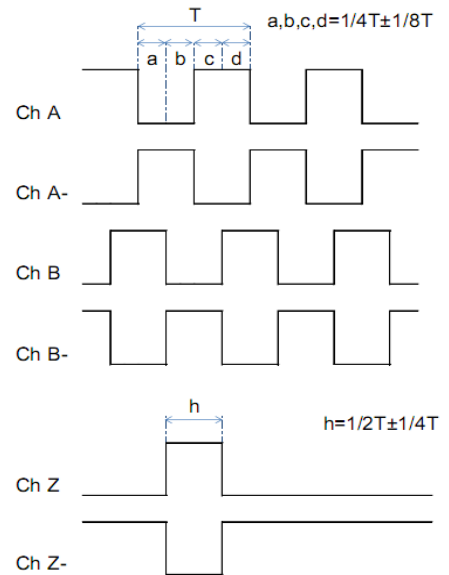 T
a,b,c,d=1/4T±1/8T
a b c d
Ch A
Ch A-
Ch B
Ch B-
h
h=1/2T±1/4T
Ch Z
Ch Z-